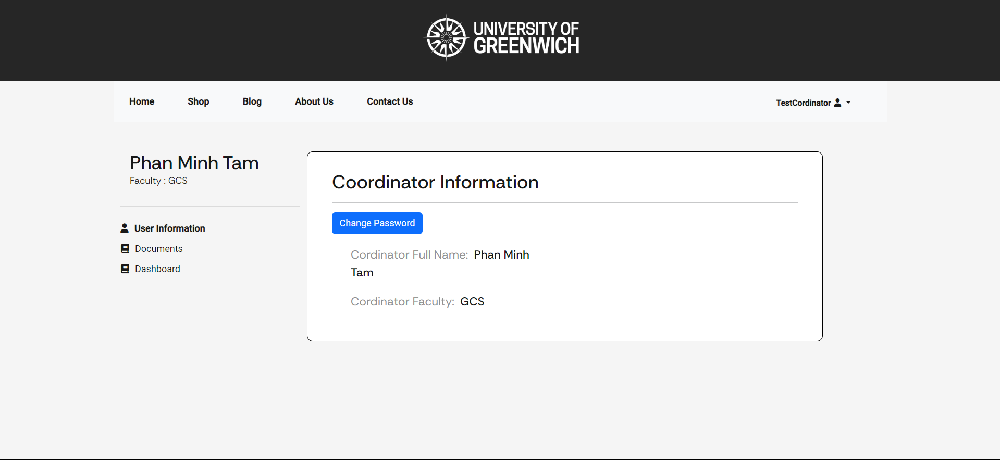 UNIVERSITY OF
GREENWICH
Home Shop Blog About Us Contact Us TestCordinator
Phan Minh Tam
Faculty : GCS
User Information
Documents
Dashboard
Coordinator Information
Change Password
Cordinator Full Name: Phan Minh
Tam
Cordinator Faculty: GCS